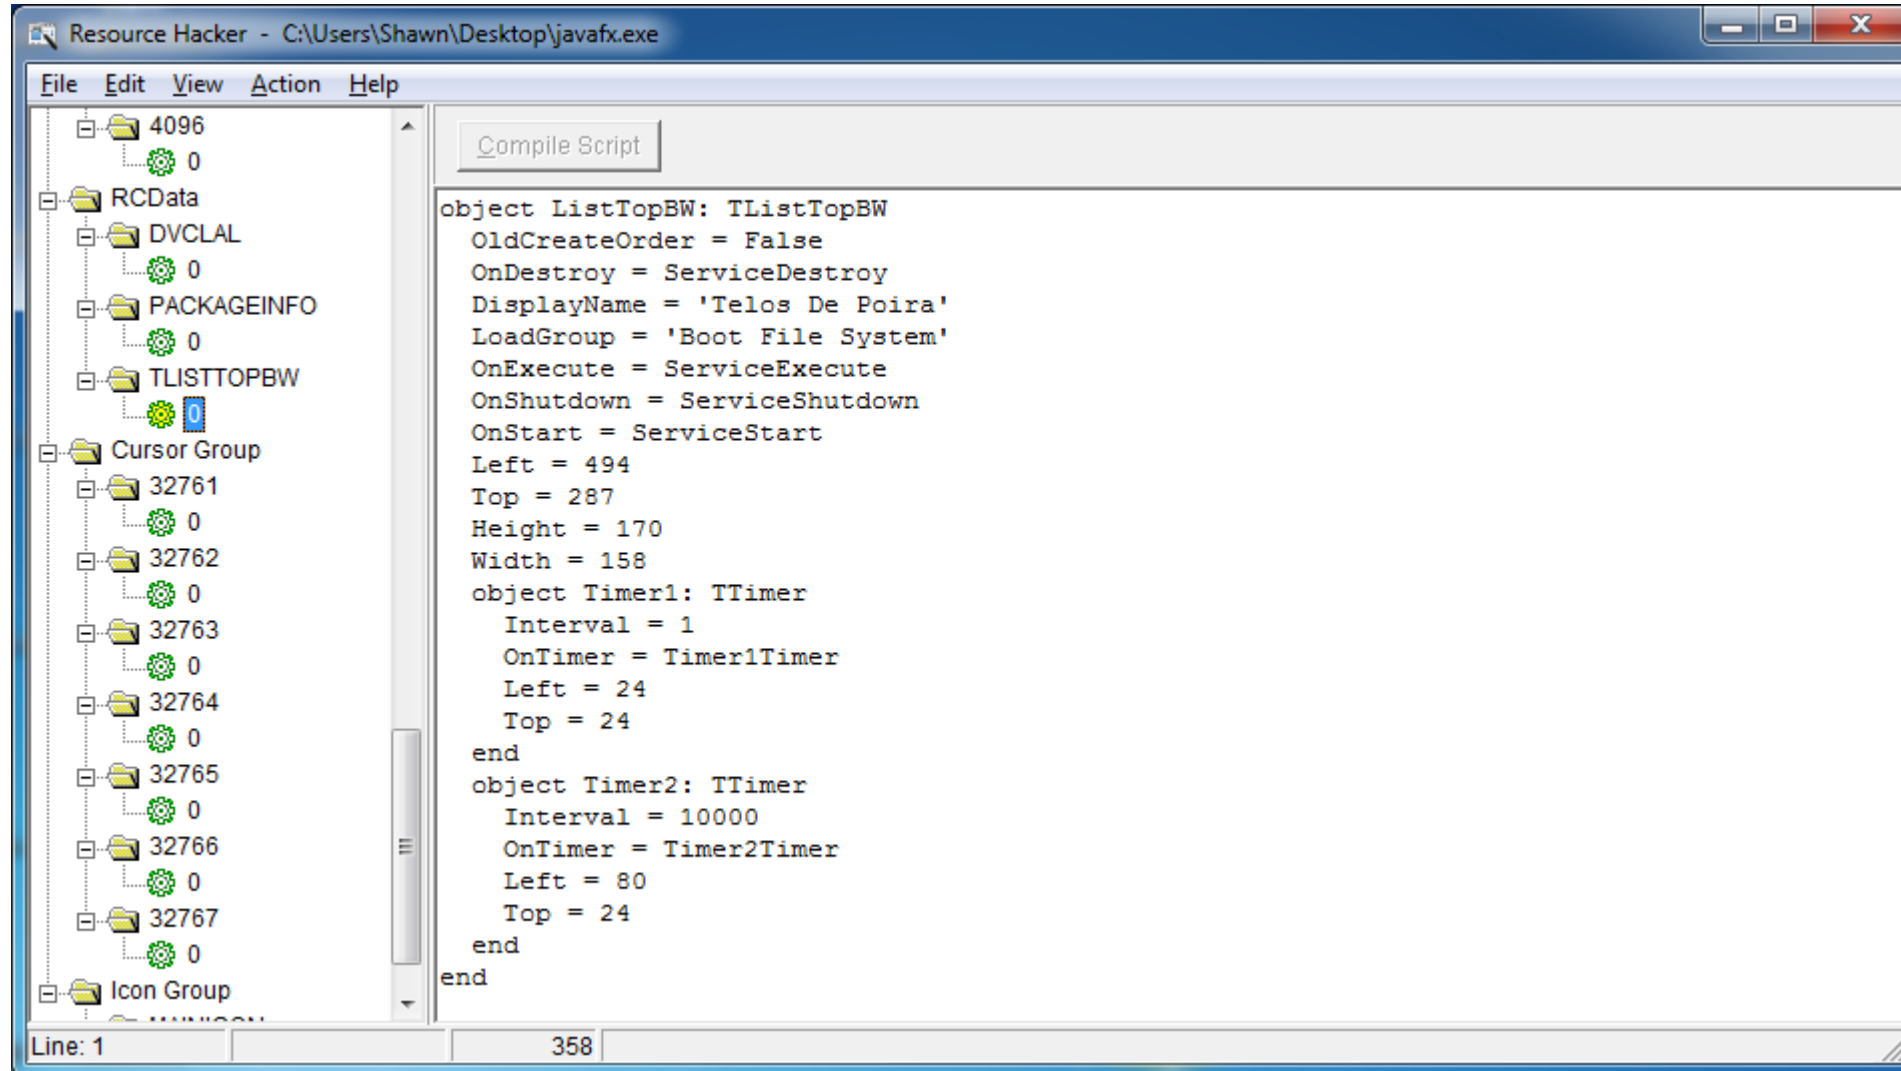 Resource Hacker - C:\Users\Shawn\Desktop\javafx.exe
File Edit View Action Help
4096
0
RCData
DVCLAL
0
PACKAGEINFO
0
TLISTTOPBW
0
Cursor Group
32761
0
32762
0
32763
0
32764
0
32765
0
32766
0
32767
0
Icon Group
Compile Script
object ListTopBW: TListTopBW
OldCreateOrder = False
OnDestroy = ServiceDestroy
DisplayName = 'Telos De Poira'
LoadGroup = 'Boot File System'
OnExecute = ServiceExecute
OnShutdown = ServiceShutdown
OnStart = ServiceStart
Left = 494
Top = 287
Height = 170
Width = 158
object Timer1: TTimer
Interval = 1
OnTimer = Timer1Timer
Left = 24
Top = 24
end
object Timer2: TTimer
Interval = 10000
OnTimer = Timer2Timer
Left = 80
Top = 24
end
end
Line: 1
358